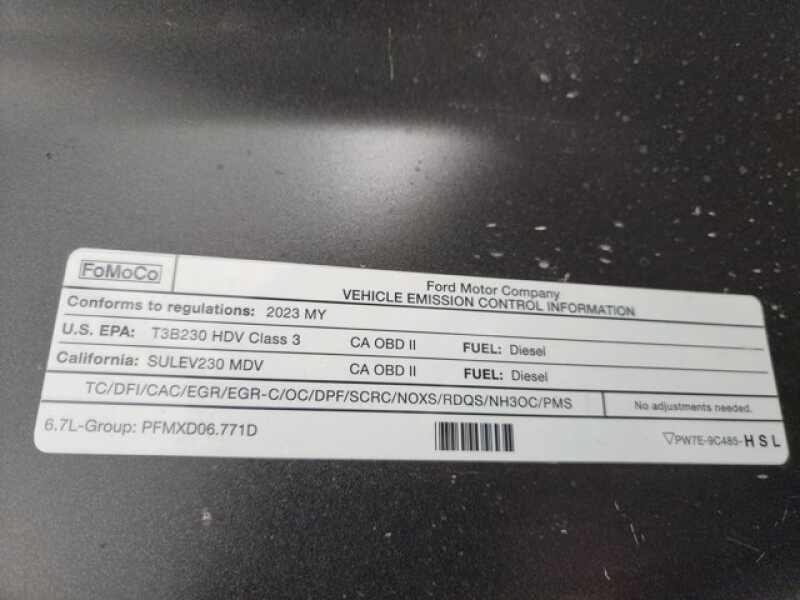 FoMoCo
Ford Motor Company
VEHICLE EMISSION CONTROL INFORMATION
Conforms to regulations: 2023 MY
U.S. EPA: T3B230 HDV Class 3 CA OBD II FUEL: Diesel
California: SULEV230 MDV CA OBD II FUEL: Diesel
TC/DFI/CAC/EGR/EGR-C/OC/DPF/SCRC/NOXS/RDQS/NH3OC/PMS No adjustments needed.
6.7L-Group: PFMXD06.771D PW7E-9C485-HSL